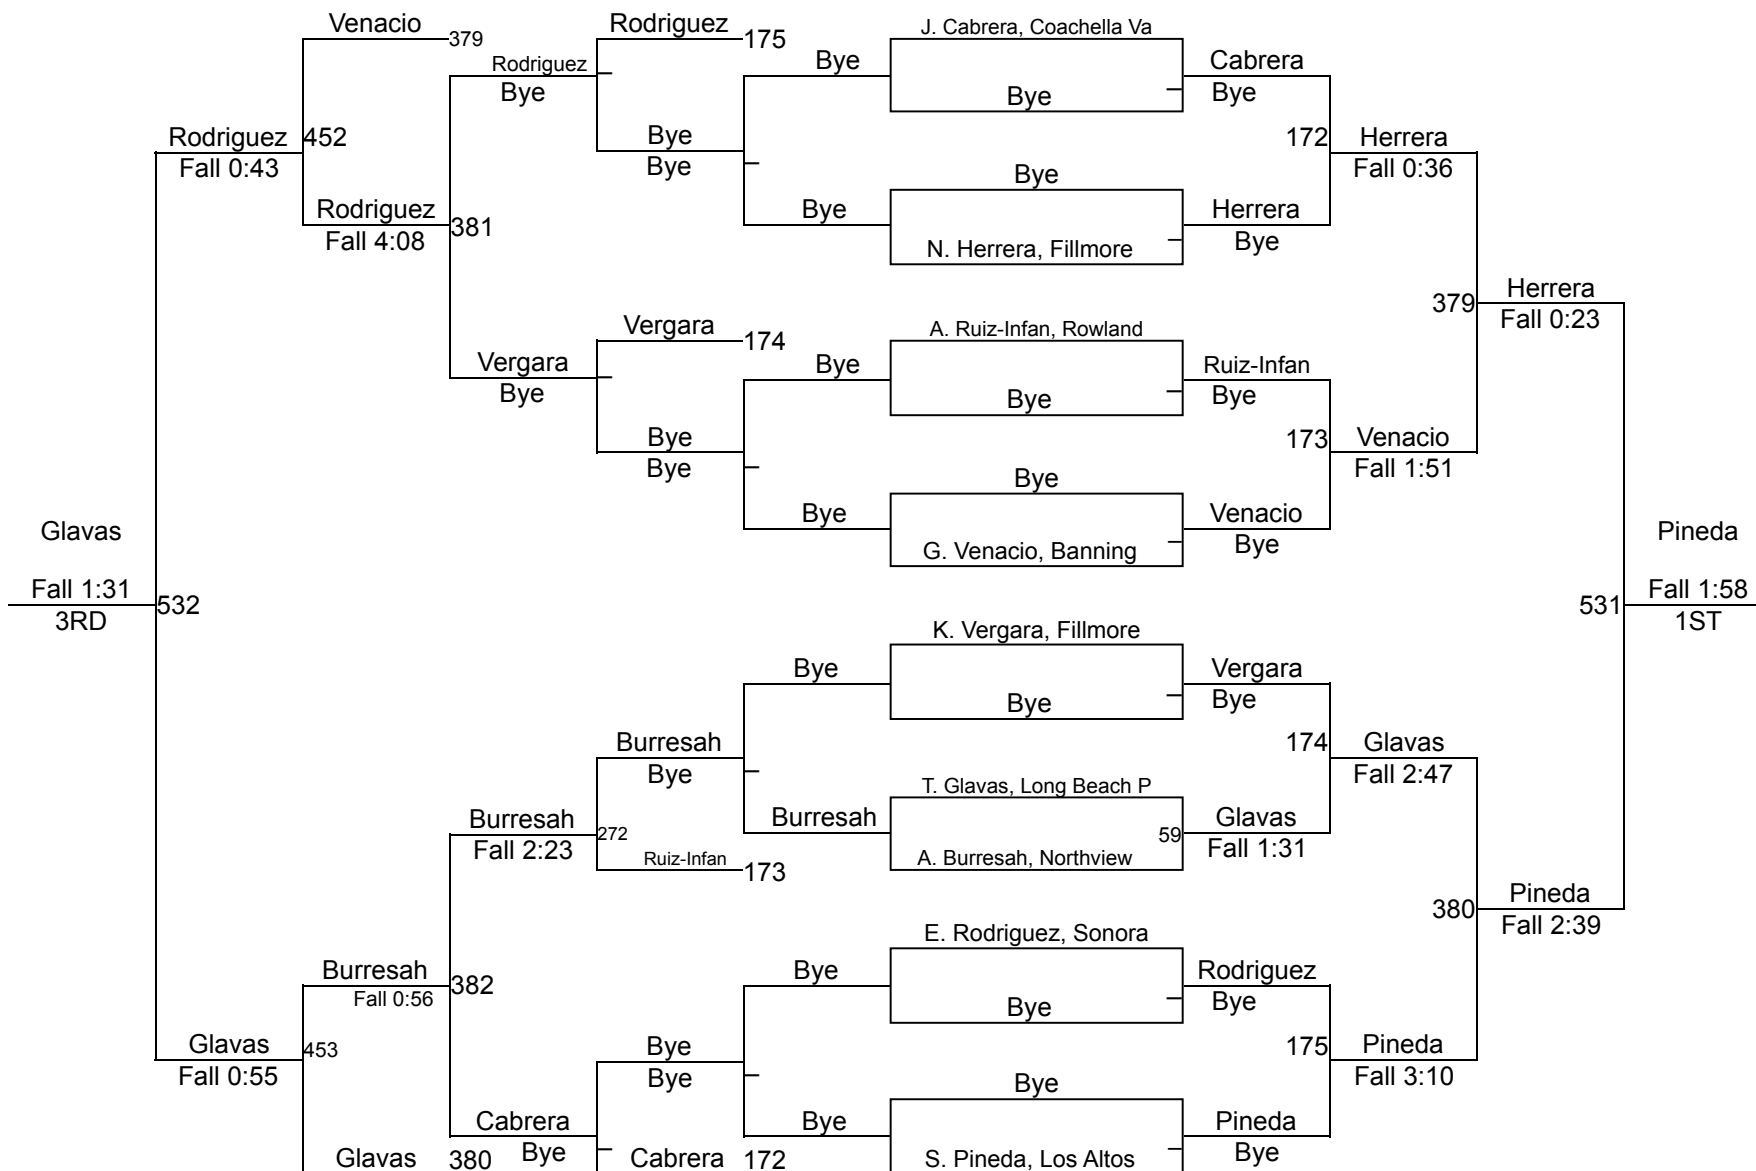 Venacio
379
Rodriguez
175
J. Cabrera, Coachella Va
Rodriguez
Bye
Bye
Cabrera
Bye
Bye
Rodriguez
452
Fall 0:43
Bye
Bye
172
Herrera
Fall 0:36
Bye
Rodriguez
Fall 4:08
381
Bye
Herrera
Bye
N. Herrera, Fillmore
379
Herrera
Fall 0:23
Vergara
174
A. Ruiz-Infan, Rowland
Vergara
Bye
Bye
Ruiz-Infan
Bye
Bye
Bye
Bye
173
Venacio
Fall 1:51
Bye
Bye
Venacio
Bye
G. Venacio, Banning
Glavas
Fall 1:31
3RD
532
Pineda
531
Fall 1:58
1ST
K. Vergara, Fillmore
Bye
Vergara
Bye
Bye
Burresah
Bye
174
Glavas
Fall 2:47
T. Glavas, Long Beach P
Burresah
Fall 2:23
272
Burresah
59
Glavas
Fall 1:31
A. Burresah, Northview
Ruiz-Infan
173
380
Pineda
Fall 2:39
E. Rodriguez, Sonora
Burresah
Fall 0:56
382
Bye
Rodriguez
Bye
Bye
Glavas
453
Fall 0:55
Bye
Bye
175
Pineda
Fall 3:10
Bye
Cabrera
Bye
Bye
Pineda
Bye
Glavas
380
Cabrera
172
S. Pineda, Los Altos